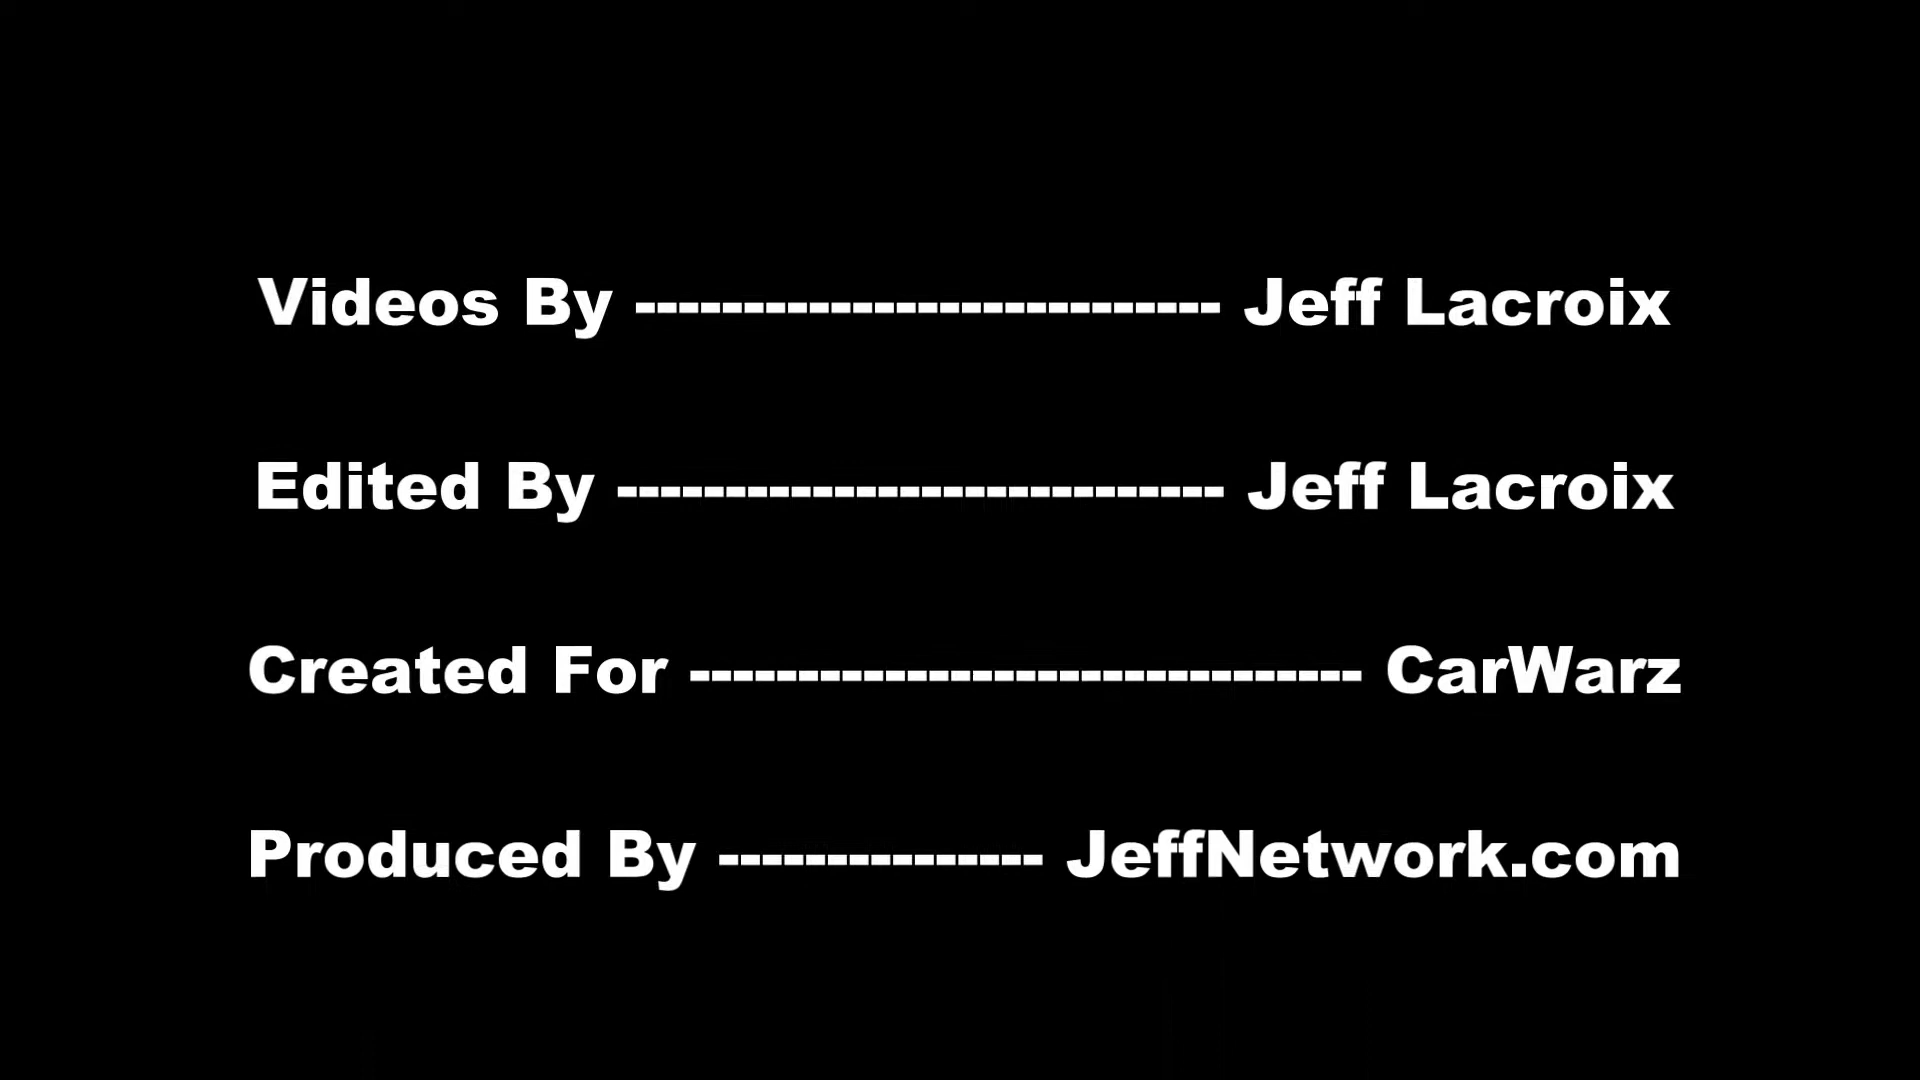 Videos By --------------------------- Jeff Lacroix
Edited By ---------------------------- Jeff Lacroix
Created For ------------------------------- CarWarz
Produced By --------------- JeffNetwork.com